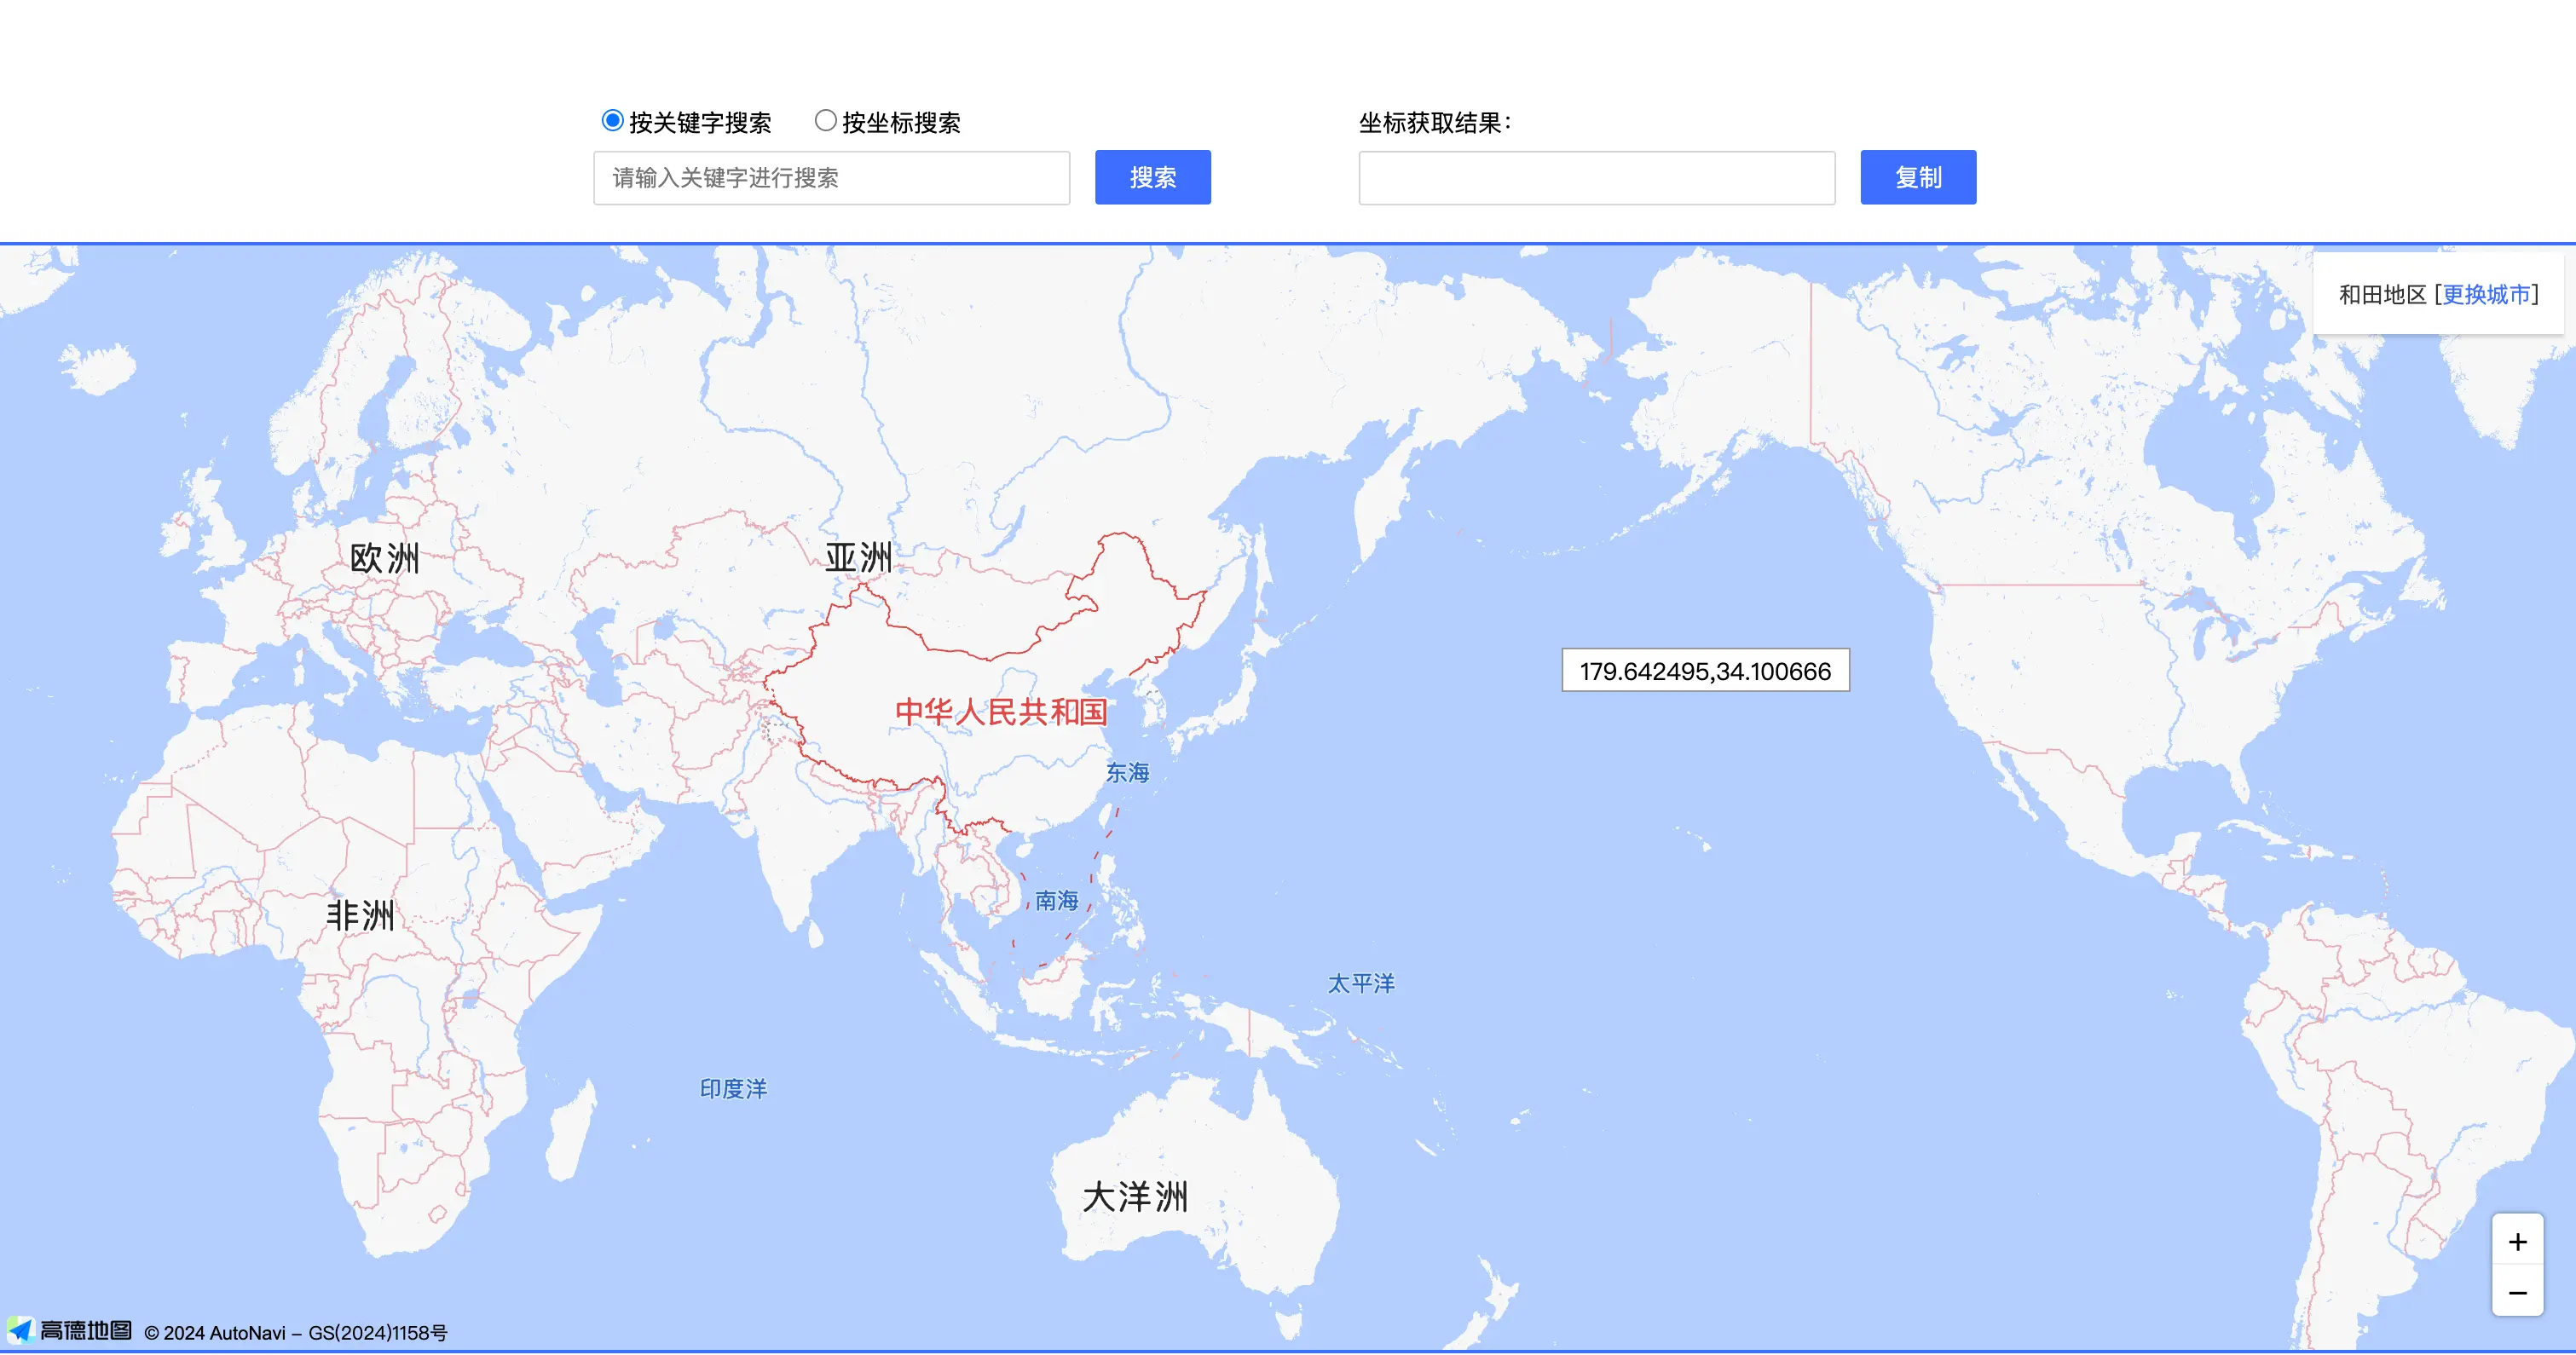 按关键字搜索 按坐标搜索 坐标获取结果：
请输入关键字进行搜索 搜索 复制
和田地区 [更换城市]
欧洲 亚洲
179.642495,34.100666
中华人民共和国
东海
南海
非洲
太平洋
印度洋
大洋洲
+
−
高德地图 © 2024 AutoNavi – GS(2024)1158号